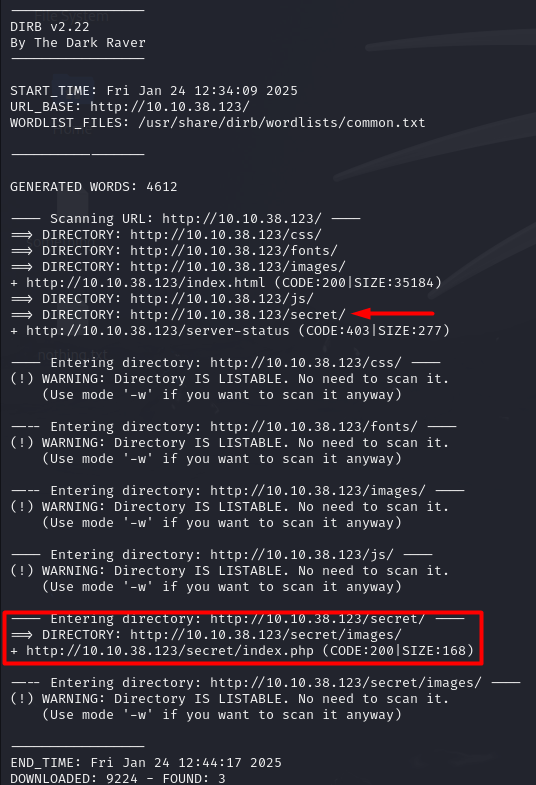 -----------------
DIRB v2.22
By The Dark Raver
-----------------
START_TIME: Fri Jan 24 12:34:09 2025
URL_BASE: http://10.10.38.123/
WORDLIST_FILES: /usr/share/dirb/wordlists/common.txt
-----------------
GENERATED WORDS: 4612
---- Scanning URL: http://10.10.38.123/ ----
==> DIRECTORY: http://10.10.38.123/css/
==> DIRECTORY: http://10.10.38.123/fonts/
==> DIRECTORY: http://10.10.38.123/images/
+ http://10.10.38.123/index.html (CODE:200|SIZE:35184)
==> DIRECTORY: http://10.10.38.123/js/
==> DIRECTORY: http://10.10.38.123/secret/
+ http://10.10.38.123/server-status (CODE:403|SIZE:277)
---- Entering directory: http://10.10.38.123/css/ ----
(!) WARNING: Directory IS LISTABLE. No need to scan it.
(Use mode '-w' if you want to scan it anyway)
---- Entering directory: http://10.10.38.123/fonts/ ----
(!) WARNING: Directory IS LISTABLE. No need to scan it.
(Use mode '-w' if you want to scan it anyway)
---- Entering directory: http://10.10.38.123/images/ ----
(!) WARNING: Directory IS LISTABLE. No need to scan it.
(Use mode '-w' if you want to scan it anyway)
---- Entering directory: http://10.10.38.123/js/ ----
(!) WARNING: Directory IS LISTABLE. No need to scan it.
(Use mode '-w' if you want to scan it anyway)
---- Entering directory: http://10.10.38.123/secret/ ----
==> DIRECTORY: http://10.10.38.123/secret/images/
+ http://10.10.38.123/secret/index.php (CODE:200|SIZE:168)
---- Entering directory: http://10.10.38.123/secret/images/ ----
(!) WARNING: Directory IS LISTABLE. No need to scan it.
(Use mode '-w' if you want to scan it anyway)
-----------------
END_TIME: Fri Jan 24 12:44:17 2025
DOWNLOADED: 9224 - FOUND: 3